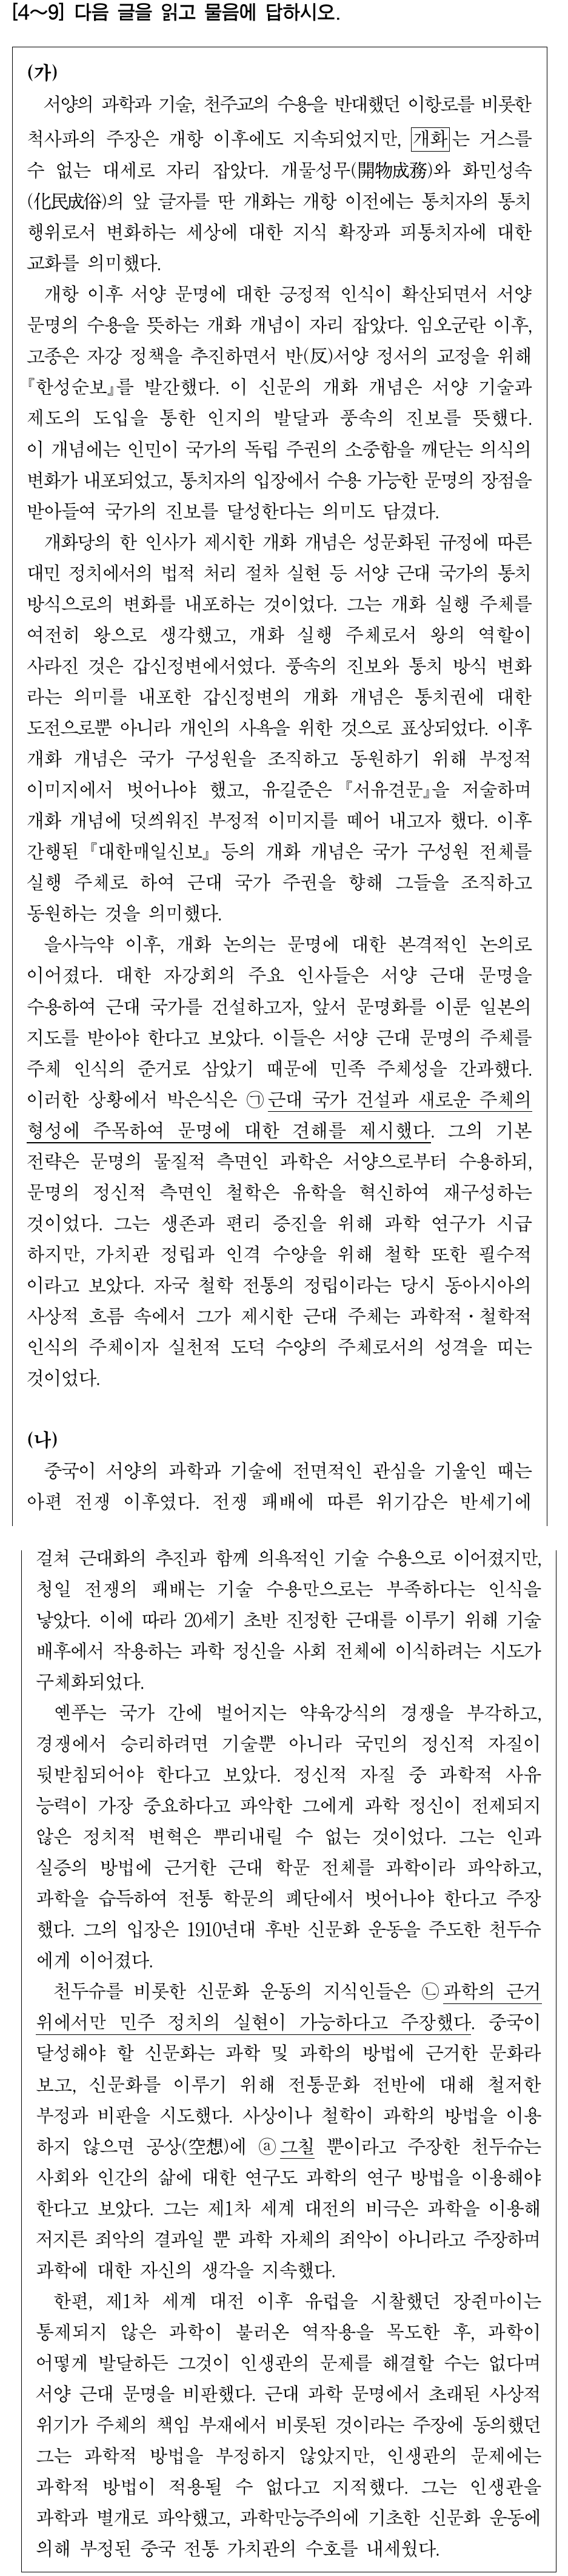 [4～9] 다음 글을 읽고 물음에 답하시오.
(가)
서양의 과학과 기술, 천주교의 수용을 반대했던 이항로를 비롯한
척사파의 주장은 개항 이후에도 지속되었지만, 개화는 거스를
수 없는 대세로 자리 잡았다. 개물성무(開物成務)와 화민성속
(化民成俗)의 앞 글자를 딴 개화는 개항 이전에는 통치자의 통치
행위로서 변화하는 세상에 대한 지식 확장과 피통치자에 대한
교화를 의미했다.
개항 이후 서양 문명에 대한 긍정적 인식이 확산되면서 서양
문명의 수용을 뜻하는 개화 개념이 자리 잡았다. 임오군란 이후,
고종은 자강 정책을 추진하면서 반(反)서양 정서의 교정을 위해
『한성순보』를 발간했다. 이 신문의 개화 개념은 서양 기술과
제도의 도입을 통한 인지의 발달과 풍속의 진보를 뜻했다.
이 개념에는 인민이 국가의 독립 주권의 소중함을 깨닫는 의식의
변화가 내포되었고, 통치자의 입장에서 수용 가능한 문명의 장점을
받아들여 국가의 진보를 달성한다는 의미도 담겼다.
개화당의 한 인사가 제시한 개화 개념은 성문화된 규정에 따른
대민 정치에서의 법적 처리 절차 실현 등 서양 근대 국가의 통치
방식으로의 변화를 내포하는 것이었다. 그는 개화 실행 주체를
여전히 왕으로 생각했고, 개화 실행 주체로서 왕의 역할이
사라진 것은 갑신정변에서였다. 풍속의 진보와 통치 방식 변화
라는 의미를 내포한 갑신정변의 개화 개념은 통치권에 대한
도전으로뿐 아니라 개인의 사욕을 위한 것으로 표상되었다. 이후
개화 개념은 국가 구성원을 조직하고 동원하기 위해 부정적
이미지에서 벗어나야 했고, 유길준은 『서유견문』을 저술하며
개화 개념에 덧씌워진 부정적 이미지를 떼어 내고자 했다. 이후
간행된 『대한매일신보』 등의 개화 개념은 국가 구성원 전체를
실행 주체로 하여 근대 국가 주권을 향해 그들을 조직하고
동원하는 것을 의미했다.
을사늑약 이후, 개화 논의는 문명에 대한 본격적인 논의로
이어졌다. 대한 자강회의 주요 인사들은 서양 근대 문명을
수용하여 근대 국가를 건설하고자, 앞서 문명화를 이룬 일본의
지도를 받아야 한다고 보았다. 이들은 서양 근대 문명의 주체를
주체 인식의 준거로 삼았기 때문에 민족 주체성을 간과했다.
이러한 상황에서 박은식은 ㉠근대 국가 건설과 새로운 주체의
형성에 주목하여 문명에 대한 견해를 제시했다. 그의 기본
전략은 문명의 물질적 측면인 과학은 서양으로부터 수용하되,
문명의 정신적 측면인 철학은 유학을 혁신하여 재구성하는
것이었다. 그는 생존과 편리 증진을 위해 과학 연구가 시급
하지만, 가치관 정립과 인격 수양을 위해 철학 또한 필수적
이라고 보았다. 자국 철학 전통의 정립이라는 당시 동아시아의
사상적 흐름 속에서 그가 제시한 근대 주체는 과학적·철학적
인식의 주체이자 실천적 도덕 수양의 주체로서의 성격을 띠는
것이었다.
(나)
중국이 서양의 과학과 기술에 전면적인 관심을 기울인 때는
아편 전쟁 이후였다. 전쟁 패배에 따른 위기감은 반세기에
걸쳐 근대화의 추진과 함께 의욕적인 기술 수용으로 이어졌지만,
청일 전쟁의 패배는 기술 수용만으로는 부족하다는 인식을
낳았다. 이에 따라 20세기 초반 진정한 근대를 이루기 위해 기술
배후에서 작용하는 과학 정신을 사회 전체에 이식하려는 시도가
구체화되었다.
옌푸는 국가 간에 벌어지는 약육강식의 경쟁을 부각하고,
경쟁에서 승리하려면 기술뿐 아니라 국민의 정신적 자질이
뒷받침되어야 한다고 보았다. 정신적 자질 중 과학적 사유
능력이 가장 중요하다고 파악한 그에게 과학 정신이 전제되지
않은 정치적 변혁은 뿌리내릴 수 없는 것이었다. 그는 인과
실증의 방법에 근거한 근대 학문 전체를 과학이라 파악하고,
과학을 습득하여 전통 학문의 폐단에서 벗어나야 한다고 주장
했다. 그의 입장은 1910년대 후반 신문화 운동을 주도한 천두슈
에게 이어졌다.
천두슈를 비롯한 신문화 운동의 지식인들은 ㉡과학의 근거
위에서만 민주 정치의 실현이 가능하다고 주장했다. 중국이
달성해야 할 신문화는 과학 및 과학의 방법에 근거한 문화라
보고, 신문화를 이루기 위해 전통문화 전반에 대해 철저한
부정과 비판을 시도했다. 사상이나 철학이 과학의 방법을 이용
하지 않으면 공상(空想)에 ⓐ그칠 뿐이라고 주장한 천두슈는
사회와 인간의 삶에 대한 연구도 과학의 연구 방법을 이용해야
한다고 보았다. 그는 제1차 세계 대전의 비극은 과학을 이용해
저지른 죄악의 결과일 뿐 과학 자체의 죄악이 아니라고 주장하며
과학에 대한 자신의 생각을 지속했다.
한편, 제1차 세계 대전 이후 유럽을 시찰했던 장쥔마이는
통제되지 않은 과학이 불러온 역작용을 목도한 후, 과학이
어떻게 발달하든 그것이 인생관의 문제를 해결할 수는 없다며
서양 근대 문명을 비판했다. 근대 과학 문명에서 초래된 사상적
위기가 주체의 책임 부재에서 비롯된 것이라는 주장에 동의했던
그는 과학적 방법을 부정하지 않았지만, 인생관의 문제에는
과학적 방법이 적용될 수 없다고 지적했다. 그는 인생관을
과학과 별개로 파악했고, 과학만능주의에 기초한 신문화 운동에
의해 부정된 중국 전통 가치관의 수호를 내세웠다.